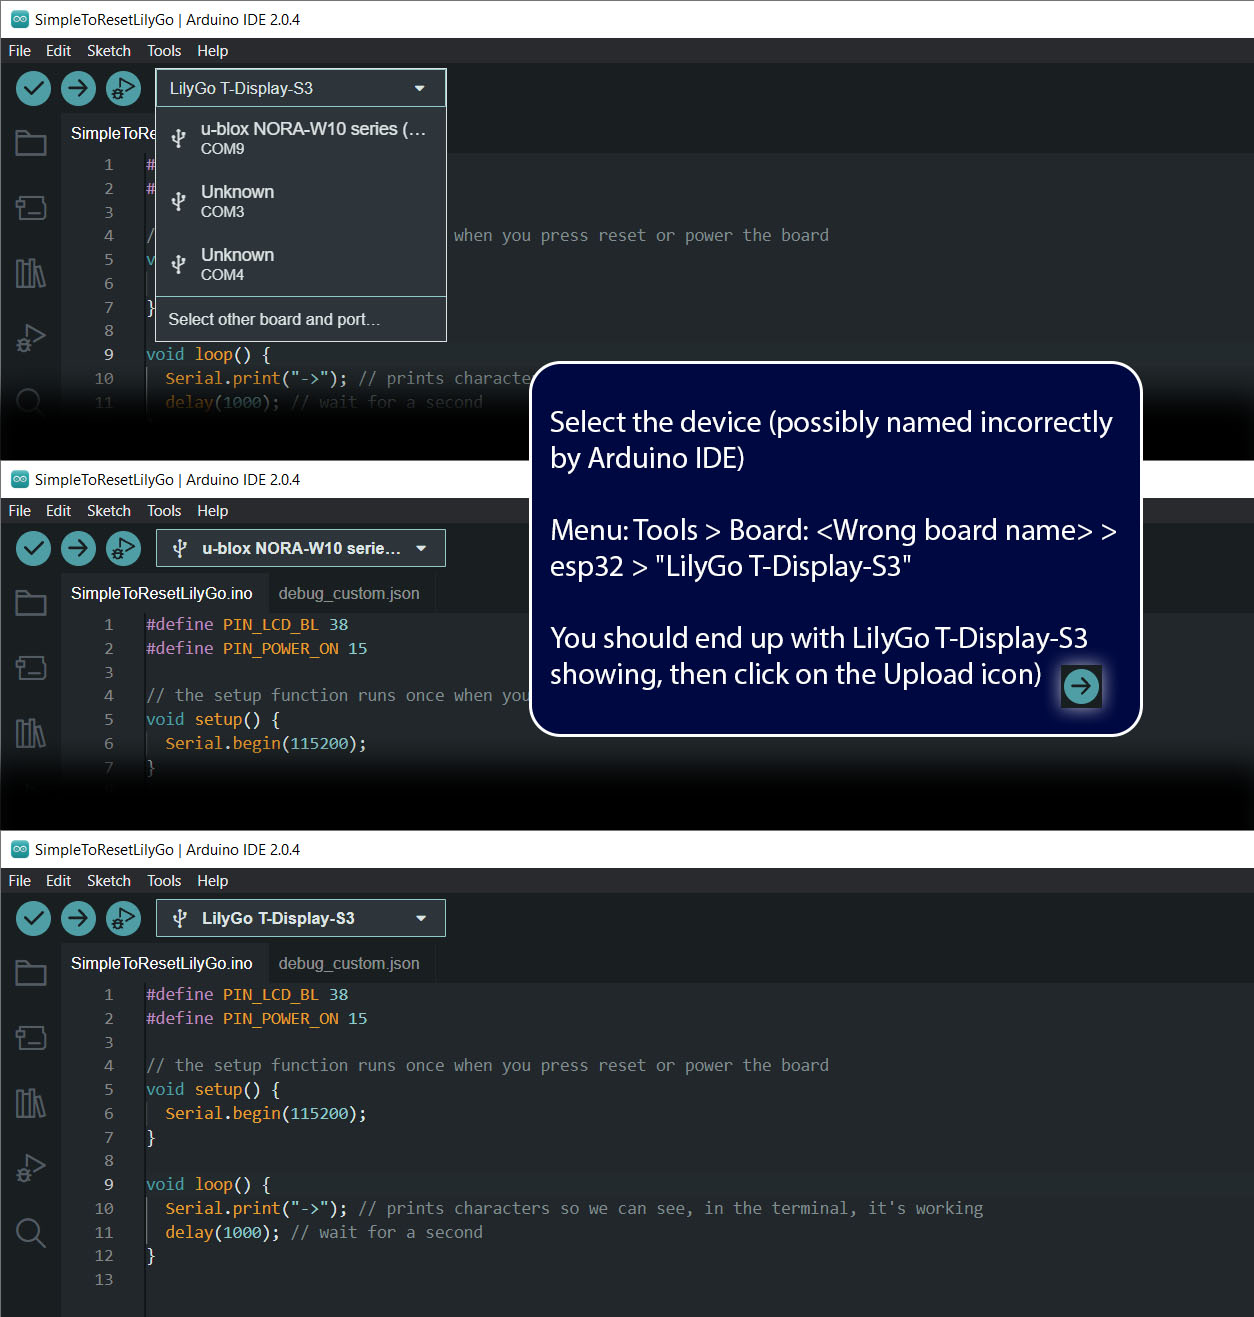 SimpleToResetLilyGo | Arduino IDE 2.0.4
File Edit Sketch Tools Help
LilyGo T-Display-S3
u-blox NORA-W10 series (...
COM9
Unknown
COM3
Unknown
COM4
Select other board and port...
SimpleToRe
1 #
2 #
3
4 / when you press reset or power the board
5 v
6
7 }
8
9 void loop() {
10 Serial.print("->"); // prints characte
11 delay(1000); // wait for a second
Select the device (possibly named incorrectly
by Arduino IDE)
Menu: Tools > Board: <Wrong board name> >
esp32 > "LilyGo T-Display-S3"
You should end up with LilyGo T-Display-S3
showing, then click on the Upload icon)
SimpleToResetLilyGo | Arduino IDE 2.0.4
File Edit Sketch Tools Help
u-blox NORA-W10 serie...
SimpleToResetLilyGo.ino debug_custom.json
1 #define PIN_LCD_BL 38
2 #define PIN_POWER_ON 15
3
4 // the setup function runs once when you
5 void setup() {
6 Serial.begin(115200);
7 }
SimpleToResetLilyGo | Arduino IDE 2.0.4
File Edit Sketch Tools Help
LilyGo T-Display-S3
SimpleToResetLilyGo.ino debug_custom.json
1 #define PIN_LCD_BL 38
2 #define PIN_POWER_ON 15
3
4 // the setup function runs once when you press reset or power the board
5 void setup() {
6 Serial.begin(115200);
7 }
8
9 void loop() {
10 Serial.print("->"); // prints characters so we can see, in the terminal, it's working
11 delay(1000); // wait for a second
12 }
13